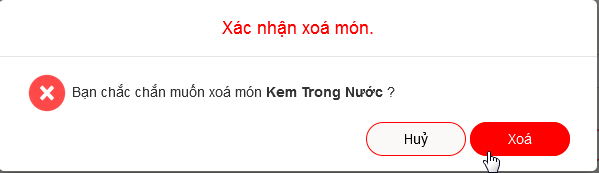 Xác nhận xoá món.
Bạn chắc chắn muốn xoá món Kem Trong Nước ?
Huỷ
Xoá